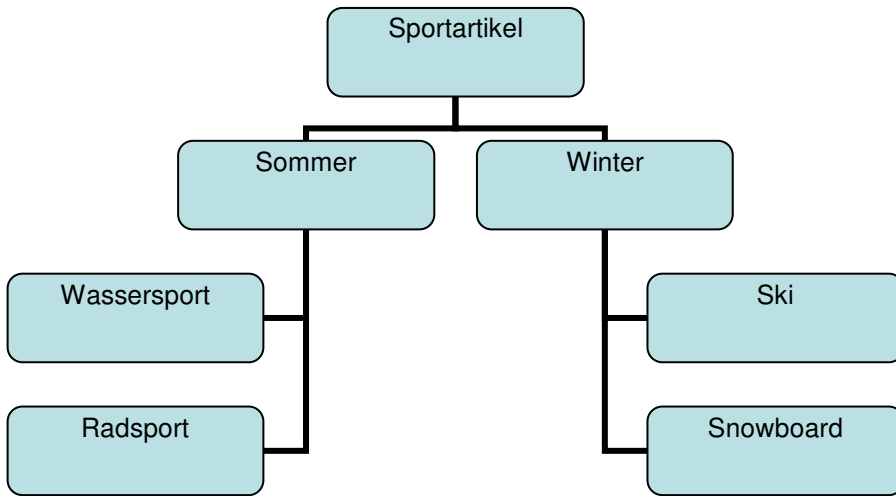 Sportartikel
Sommer
Winter
Wassersport
Ski
Radsport
Snowboard